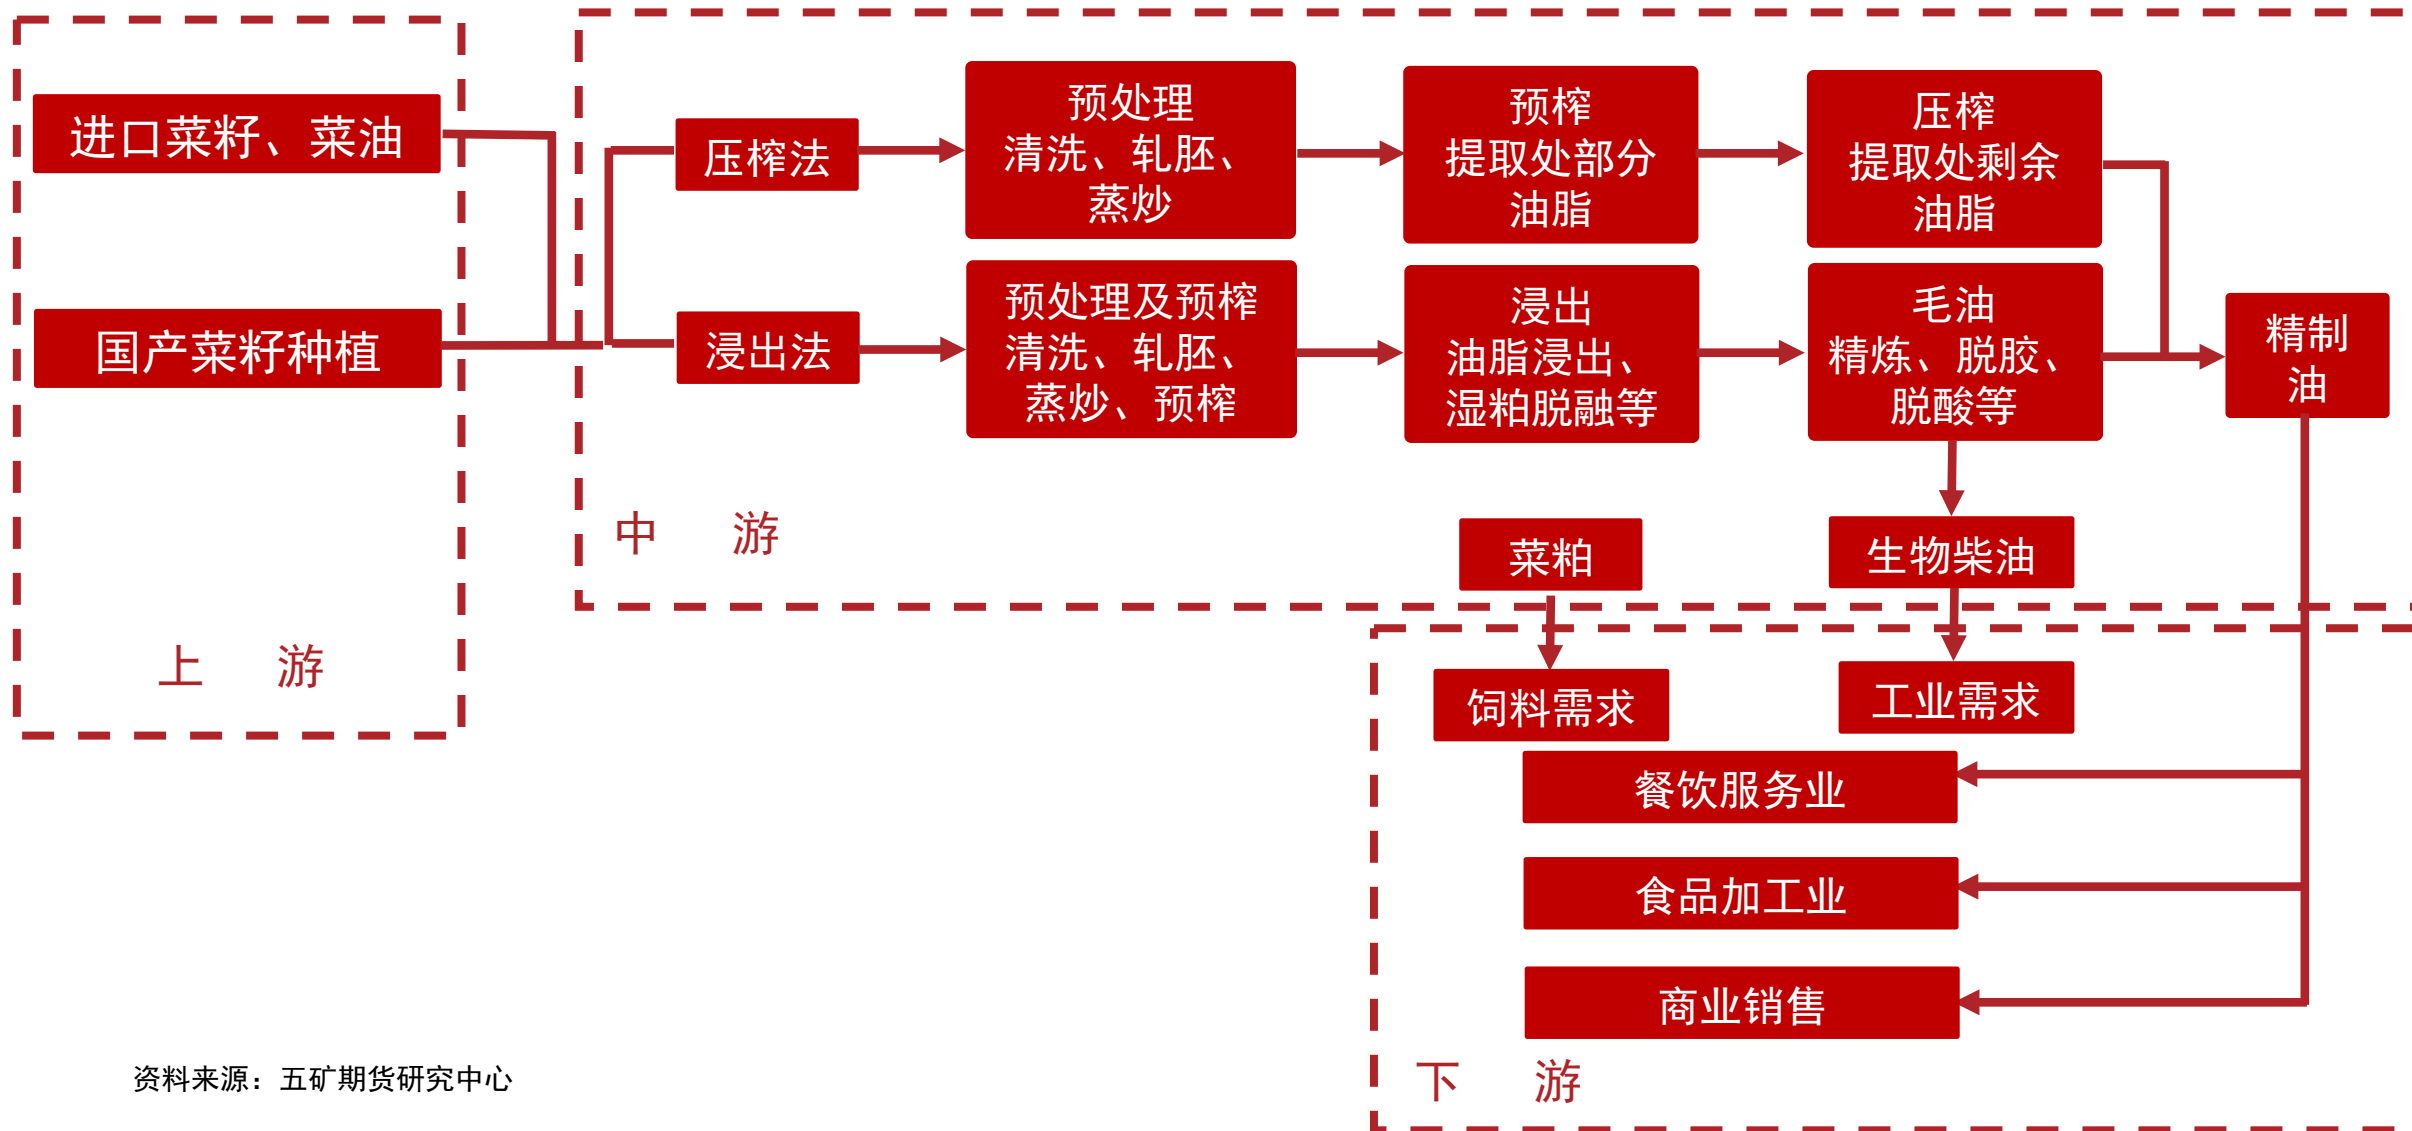 进口菜籽、菜油
国产菜籽种植
上 游
压榨法
预处理
清洗、轧胚、
蒸炒
预榨
提取处部分
油脂
压榨
提取处剩余
油脂
浸出法
预处理及预榨
清洗、轧胚、
蒸炒、预榨
浸出
油脂浸出、
湿粕脱融等
毛油
精炼、脱胶、
脱酸等
精制
油
中 游
菜粕
生物柴油
饲料需求
工业需求
餐饮服务业
食品加工业
商业销售
下 游
资料来源：五矿期货研究中心